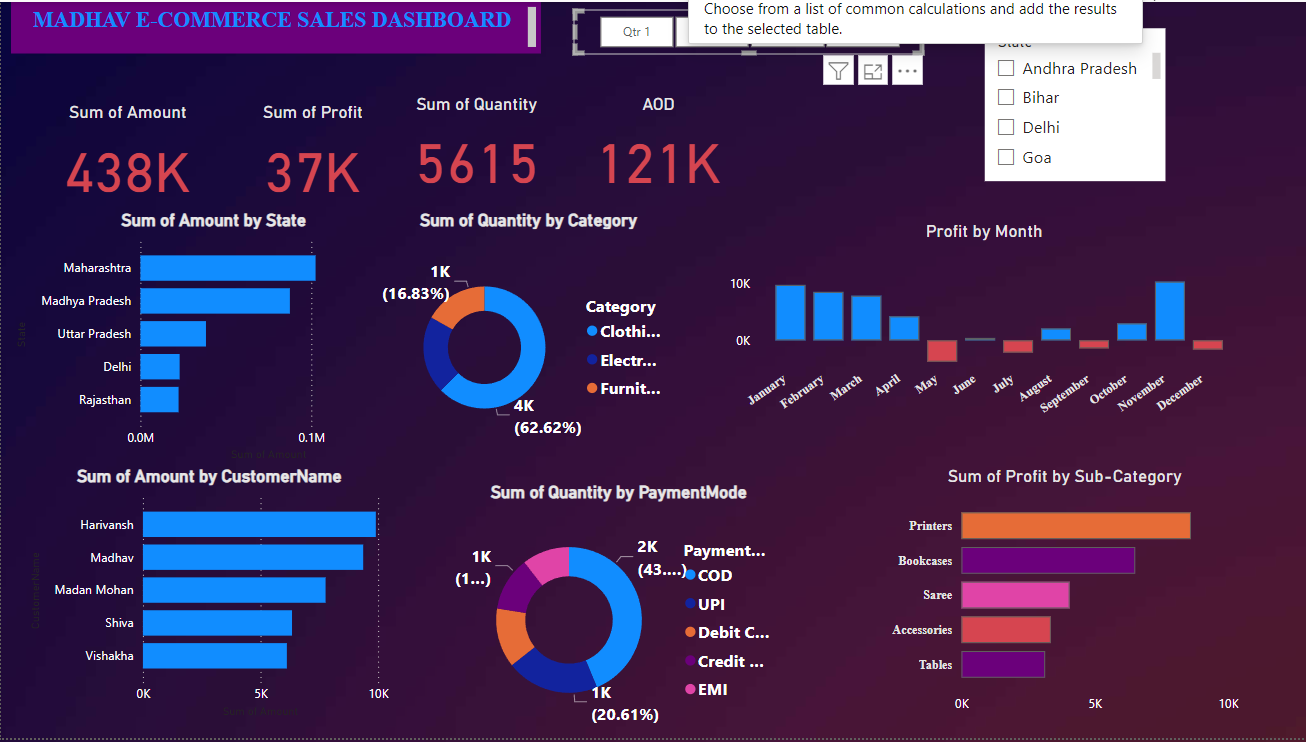 Choose from a list of common calculations and add the results
to the selected table.
MADHAV E-COMMERCE SALES DASHBOARD
Qtr 1
State
Andhra Pradesh
Bihar
Delhi
Goa
Sum of Amount
438K
Sum of Profit
37K
Sum of Quantity
5615
AOD
121K
Sum of Amount by State
State
Maharashtra
Madhya Pradesh
Uttar Pradesh
Delhi
Rajasthan
0.0M
0.1M
Sum of Amount
Sum of Quantity by Category
1K
(16.83%)
4K
(62.62%)
Category
Clothi...
Electr...
Furnit...
Profit by Month
10K
0K
January
February
March
April
May
June
July
August
September
October
November
December
Sum of Amount by CustomerName
CustomerName
Harivansh
Madhav
Madan Mohan
Shiva
Vishakha
0K
5K
10K
Sum of Amount
Sum of Quantity by PaymentMode
1K
(1...)
2K
(43....)
1K
(20.61%)
Payment...
COD
UPI
Debit C...
Credit ...
EMI
Sum of Profit by Sub-Category
Printers
Bookcases
Saree
Accessories
Tables
0K
5K
10K